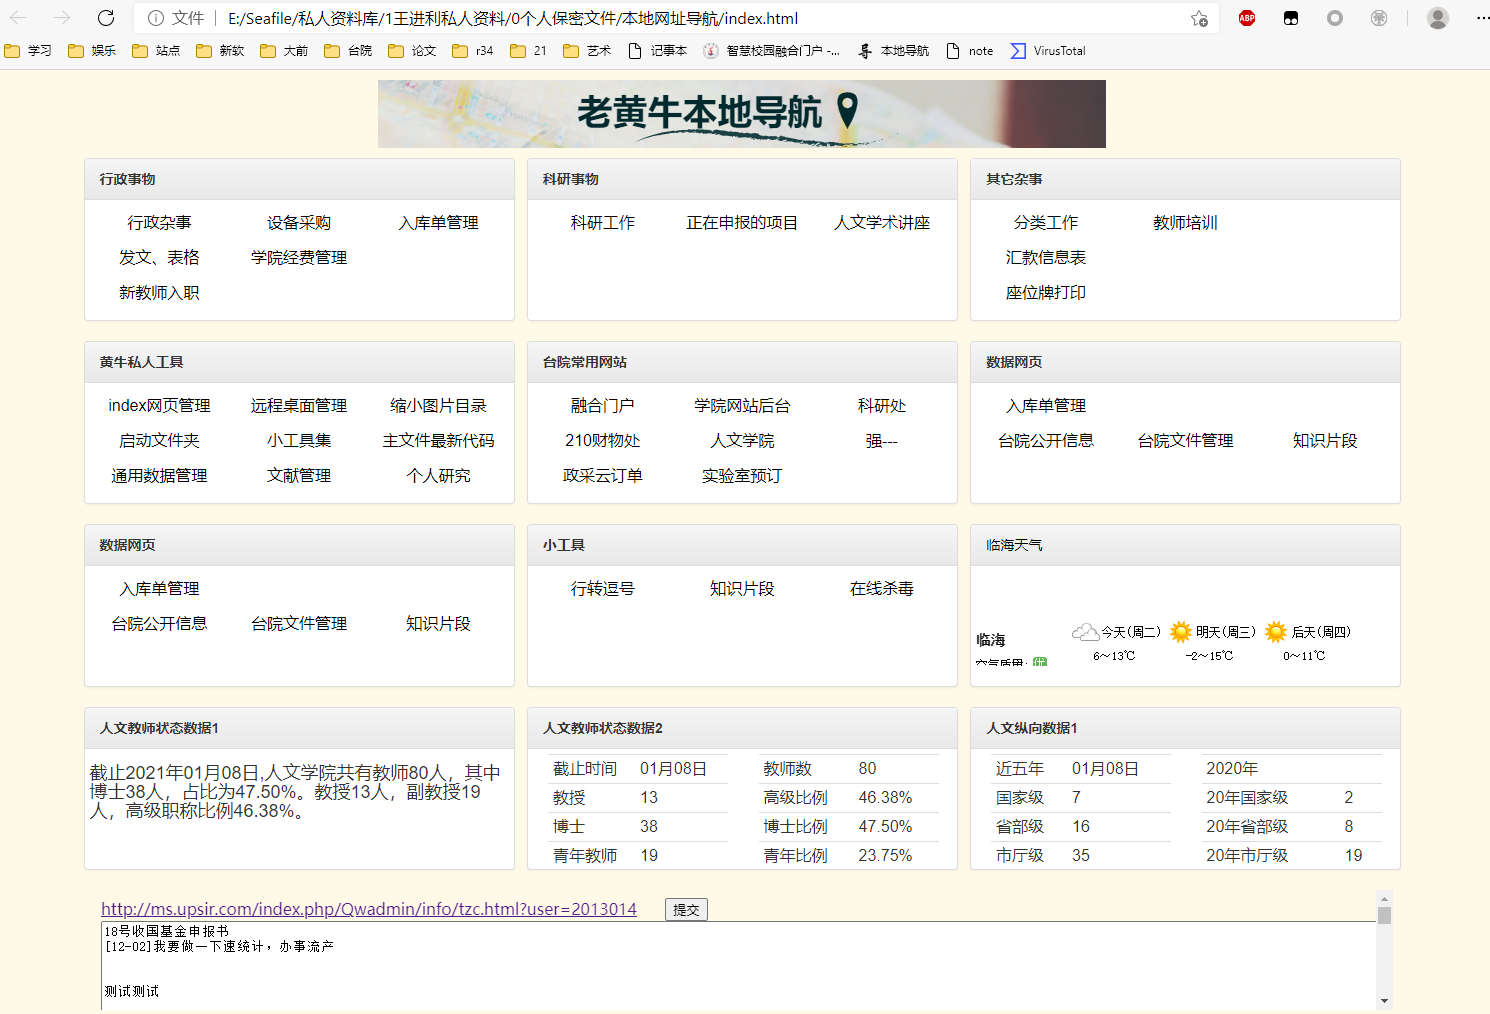 文件 E:/Seafile/私人资料库/1王进利私人资料/0个人保密文件/本地网址导航/index.html
ABP
学习 娱乐 站点 新软 大前 台院 论文 r34 21 艺术 记事本 智慧校园融合门户 -... 本地导航 note VirusTotal
老黄牛本地导航
行政事物
行政杂事 设备采购 入库单管理
发文、表格 学院经费管理
新教师入职
科研事物
科研工作 正在申报的项目 人文学术讲座
其它杂事
分类工作 教师培训
汇款信息表
座位牌打印
黄牛私人工具
index网页管理 远程桌面管理 缩小图片目录
启动文件夹 小工具集 主文件最新代码
通用数据管理 文献管理 个人研究
台院常用网站
融合门户 学院网站后台 科研处
210财物处 人文学院 强---
政采云订单 实验室预订
数据网页
入库单管理
台院公开信息 台院文件管理 知识片段
数据网页
入库单管理
台院公开信息 台院文件管理 知识片段
小工具
行转逗号 知识片段 在线杀毒
临海天气
临海
空气质量: 优
今天(周二) 明天(周三) 后天(周四)
6～13℃ -2～15℃ 0～11℃
人文教师状态数据1
截止2021年01月08日,人文学院共有教师80人，其中
博士38人，占比为47.50%。教授13人，副教授19
人，高级职称比例46.38%。
人文教师状态数据2
截止时间 01月08日 教师数 80
教授 13 高级比例 46.38%
博士 38 博士比例 47.50%
青年教师 19 青年比例 23.75%
人文纵向数据1
近五年 01月08日 2020年
国家级 7 20年国家级 2
省部级 16 20年省部级 8
市厅级 35 20年市厅级 19
http://ms.upsir.com/index.php/Qwadmin/info/tzc.html?user=2013014 提交
18号收国基金申报书
[12-02]我要做一下速统计，办事流产
测试测试